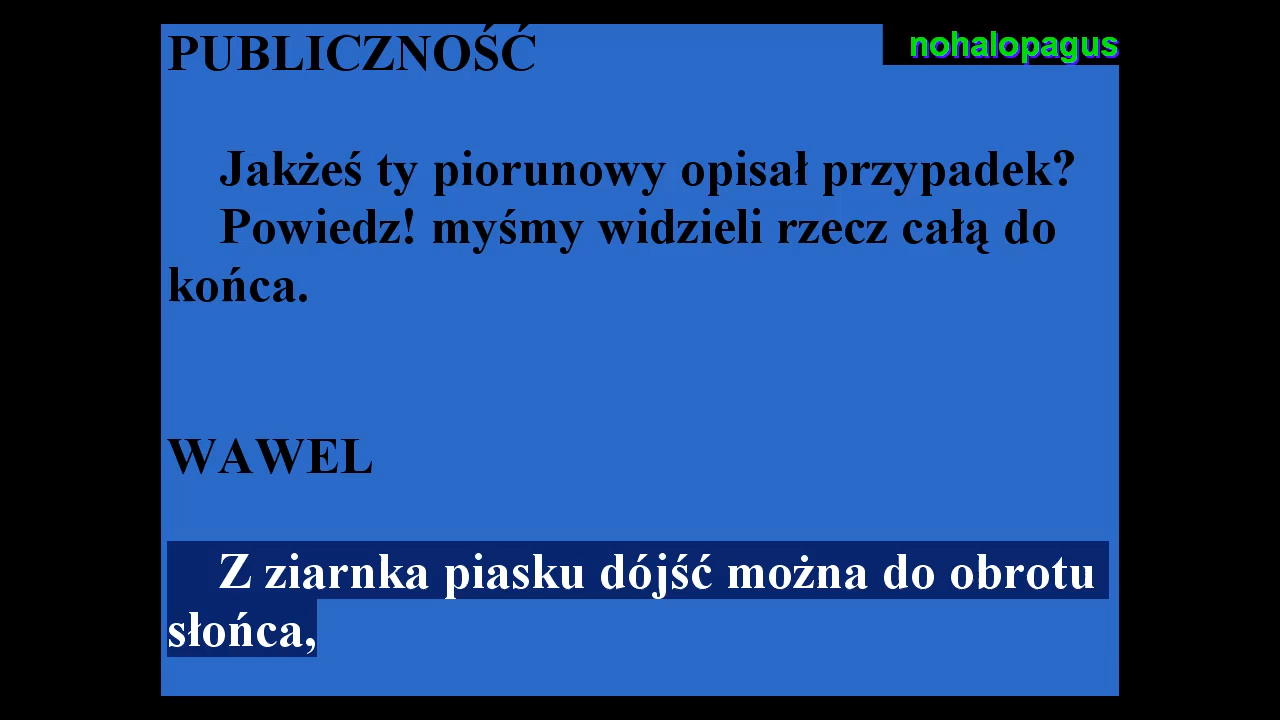 PUBLICZNOŚĆ
nohalopagus
Jakżeś ty piorunowy opisał przypadek?
Powiedz! myśmy widzieli rzecz całą do
końca.
WAWEL
Z ziarnka piasku dójść można do obrotu
słońca,